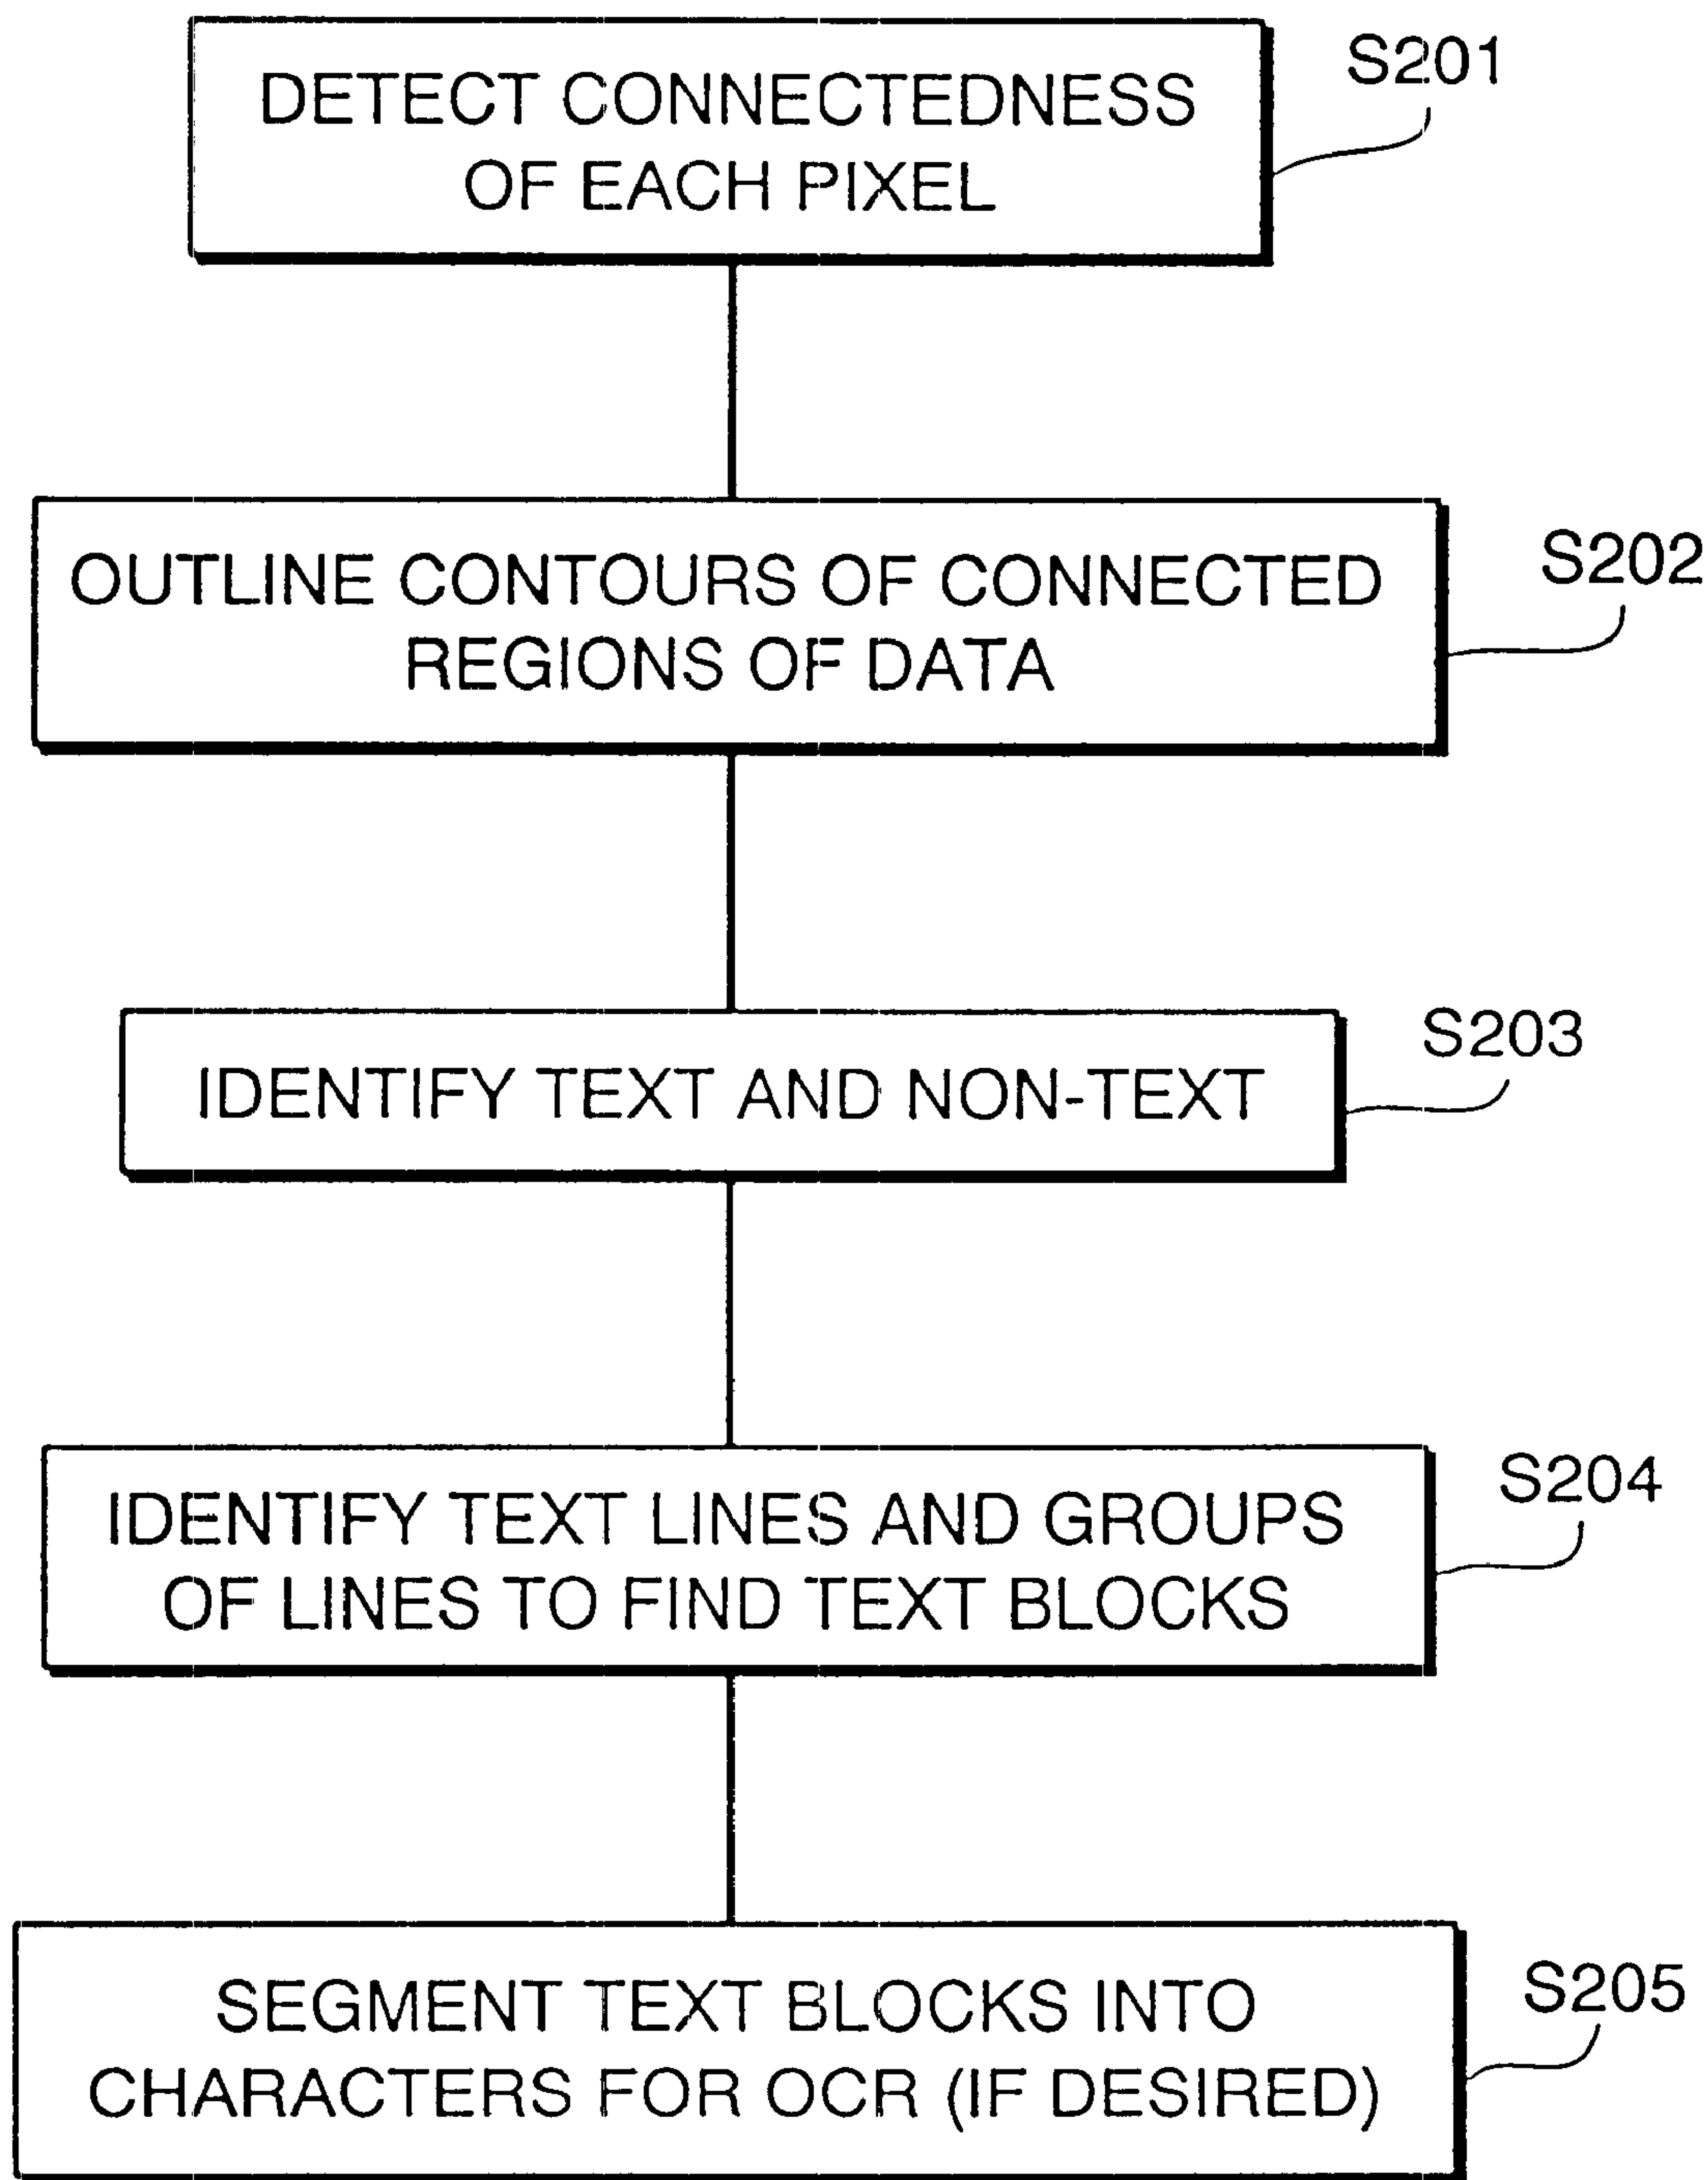 DETECT CONNECTEDNESS
OF EACH PIXEL
S201
OUTLINE CONTOURS OF CONNECTED
REGIONS OF DATA
S202
IDENTIFY TEXT AND NON-TEXT
S203
IDENTIFY TEXT LINES AND GROUPS
OF LINES TO FIND TEXT BLOCKS
S204
SEGMENT TEXT BLOCKS INTO
CHARACTERS FOR OCR (IF DESIRED)
S205